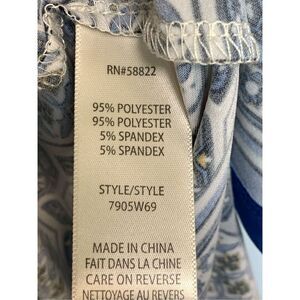 RN#58822
95% POLYESTER
95% POLYESTER
5% SPANDEX
5% SPANDEX
STYLE/STYLE
7905W69
MADE IN CHINA
FAIT DANS LA CHINE
CARE ON REVERSE
NETTOYAGE AU REVERS